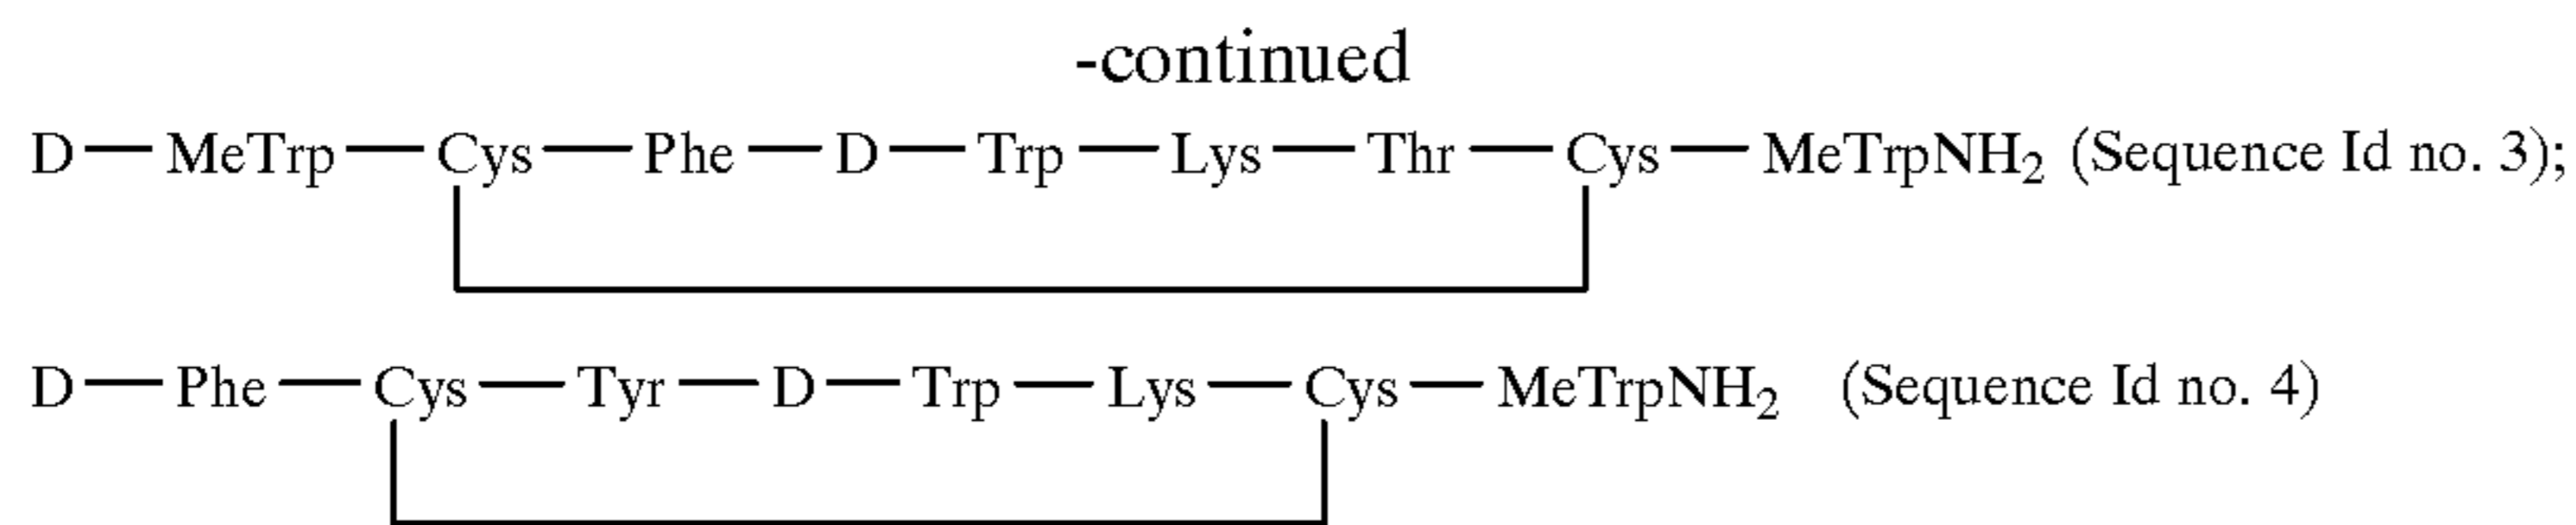 -continued
D—MeTrp—Cys—Phe—D—Trp—Lys—Thr—Cys—MeTrpNH₂ (Sequence Id no. 3);
D—Phe—Cys—Tyr—D—Trp—Lys—Cys—MeTrpNH₂ (Sequence Id no. 4)